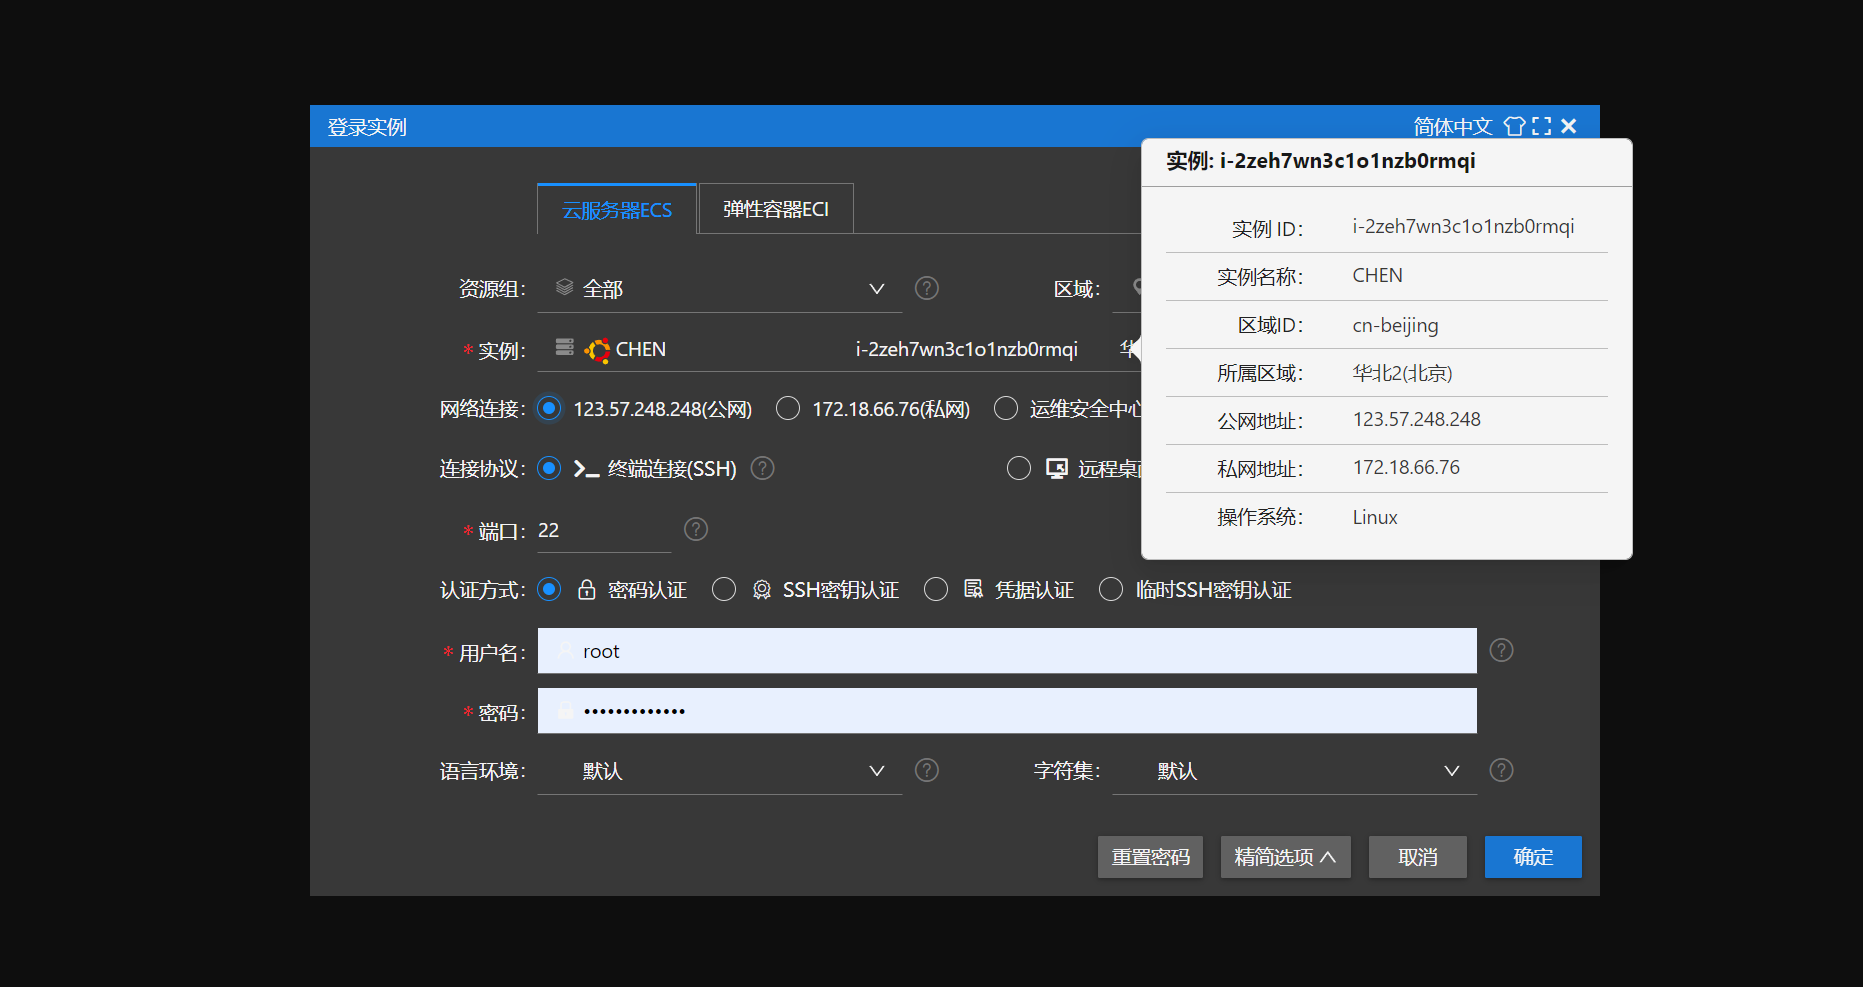 登录实例
简体中文
实例: i-2zeh7wn3c1o1nzb0rmqi
云服务器ECS
弹性容器ECI
实例 ID: i-2zeh7wn3c1o1nzb0rmqi
实例名称: CHEN
区域ID: cn-beijing
所属区域: 华北2(北京)
公网地址: 123.57.248.248
私网地址: 172.18.66.76
操作系统: Linux
资源组: 全部
区域:
* 实例: CHEN i-2zeh7wn3c1o1nzb0rmqi
网络连接: 123.57.248.248(公网) 172.18.66.76(私网) 运维安全中心
连接协议: 终端连接(SSH) 远程桌
* 端口: 22
认证方式: 密码认证 SSH密钥认证 凭据认证 临时SSH密钥认证
* 用户名: root
* 密码: •••••••••••••
语言环境: 默认 字符集: 默认
重置密码 精简选项 取消 确定